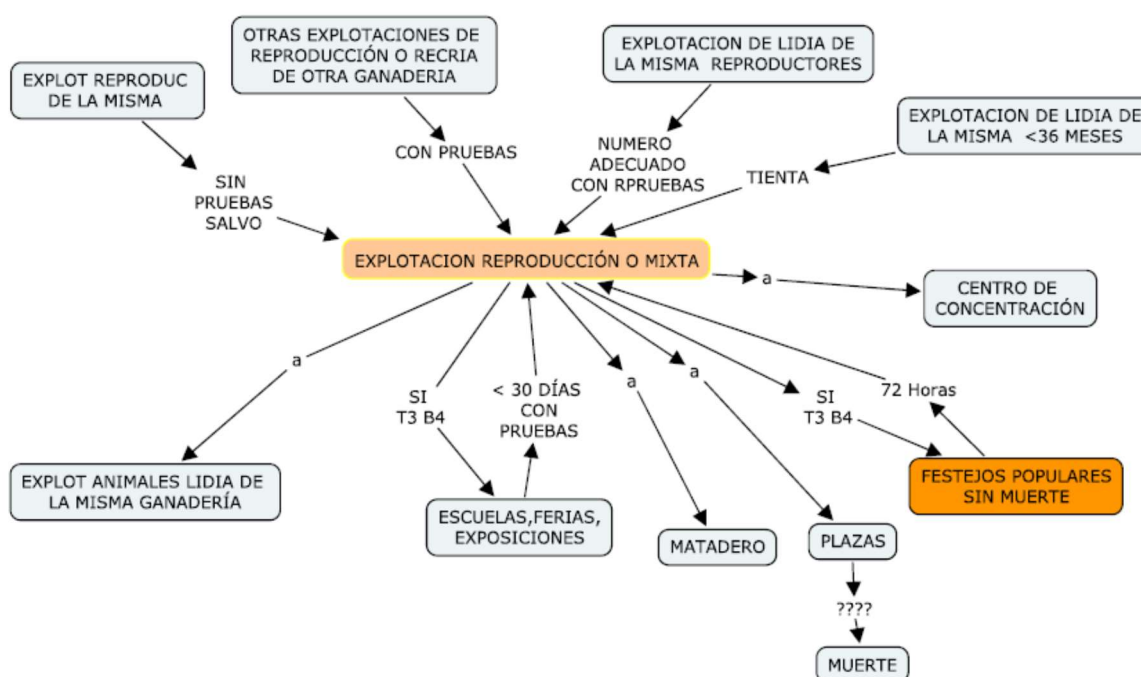 OTRAS EXPLOTACIONES DE
REPRODUCCIÓN O RECRIA
DE OTRA GANADERIA
EXPLOTACION DE LIDIA DE
LA MISMA  REPRODUCTORES
EXPLOT REPRODUC
DE LA MISMA
EXPLOTACION DE LIDIA DE
LA MISMA  <36 MESES
CON PRUEBAS
NUMERO
ADECUADO
CON RPRUEBAS
TIENTA
SIN
PRUEBAS
SALVO
EXPLOTACION REPRODUCCIÓN O MIXTA
a
CENTRO DE
CONCENTRACIÓN
a
SI
T3 B4
< 30 DÍAS
CON
PRUEBAS
a
a
SI
T3 B4
72 Horas
EXPLOT ANIMALES LIDIA DE
LA MISMA GANADERÍA
ESCUELAS,FERIAS,
EXPOSICIONES
MATADERO
PLAZAS
FESTEJOS POPULARES
SIN MUERTE
????
MUERTE